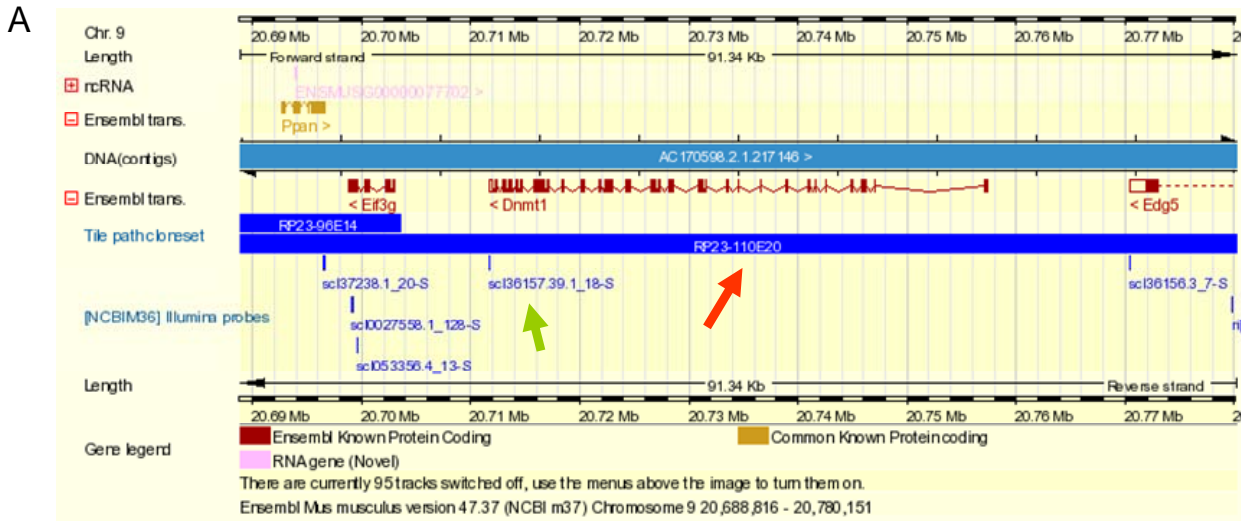 A
Chr. 9
20.69 Mb 20.70 Mb 20.71 Mb 20.72 Mb 20.73 Mb 20.74 Mb 20.75 Mb 20.76 Mb 20.77 Mb 2
Length Forward strand 91.34 Kb
ncRNA
ENSMUSG00000077702 >
Ensembl trans.
Ppan >
DNA(contigs) AC170598.2.1.217146 >
Ensembl trans.
< Eif3g < Dnmt1 < Edg5
RP23-96E14
Tile path cloneset
RP23-110E20
scl37238.1_20-S scl36157.39.1_18-S scl36156.3_7-S
[NCBIM36] Illumina probes
scl0027558.1_128-S
scl053356.4_13-S
Length 91.34 Kb Reverse strand
20.69 Mb 20.70 Mb 20.71 Mb 20.72 Mb 20.73 Mb 20.74 Mb 20.75 Mb 20.76 Mb 20.77 Mb 2
Gene legend
Ensembl Known Protein Coding Common Known Protein coding
RNA gene (Novel)
There are currently 95 tracks switched off, use the menus above the image to turn them on.
Ensembl Mus musculus version 47.37 (NCBI m37) Chromosome 9 20,688,816 - 20,780,151